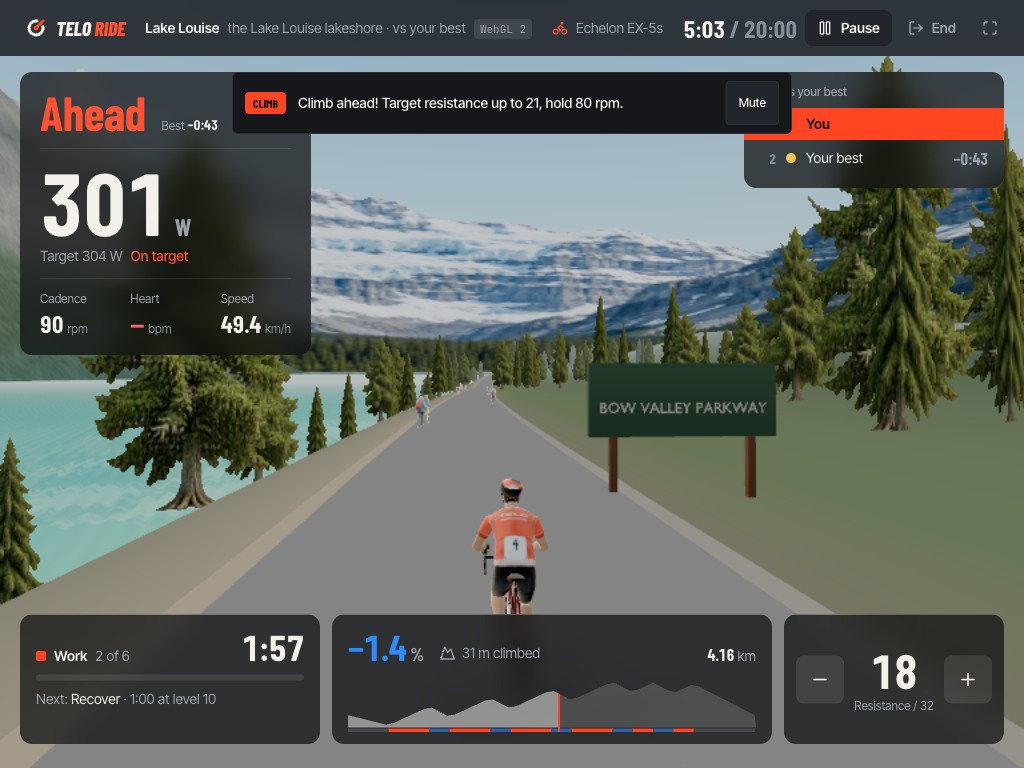 TELO RIDE
Lake Louise the Lake Louise lakeshore · vs your best WebGL 2 Echelon EX-5s 5:03 / 20:00 Pause End
CLIMB Climb ahead! Target resistance up to 21, hold 80 rpm. Mute
Ahead Best −0:43
s your best
You
2 Your best −0:43
301 W
Target 304 W On target
Cadence Heart Speed
90 rpm – bpm 49.4 km/h
BOW VALLEY PARKWAY
TELO
Work 2 of 6 1:57
Next: Recover · 1:00 at level 10
−1.4 % 31 m climbed 4.16 km
− 18 +
Resistance / 32